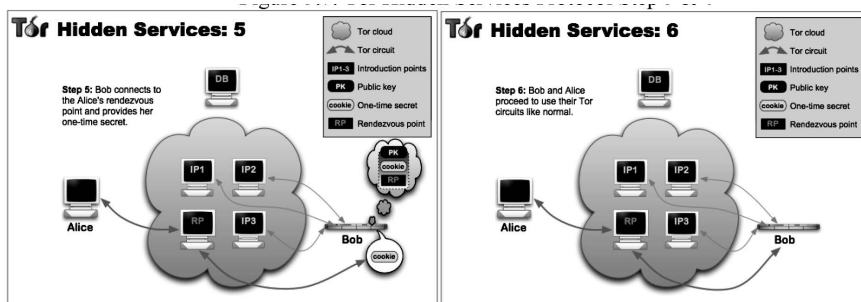 Tor Hidden Services: 5
Tor cloud
Tor circuit
IP1-3 Introduction points
PK Public key
cookie One-time secret
RP Rendezvous point
Step 5: Bob connects to
the Alice's rendezvous
point and provides her
one-time secret.
DB
PK
cookie
RP
IP1 IP2
Alice
RP IP3
Bob
cookie
Tor Hidden Services: 6
Tor cloud
Tor circuit
IP1-3 Introduction points
PK Public key
cookie One-time secret
RP Rendezvous point
Step 6: Bob and Alice
proceed to use their Tor
circuits like normal.
DB
IP1 IP2
Alice
RP IP3
Bob